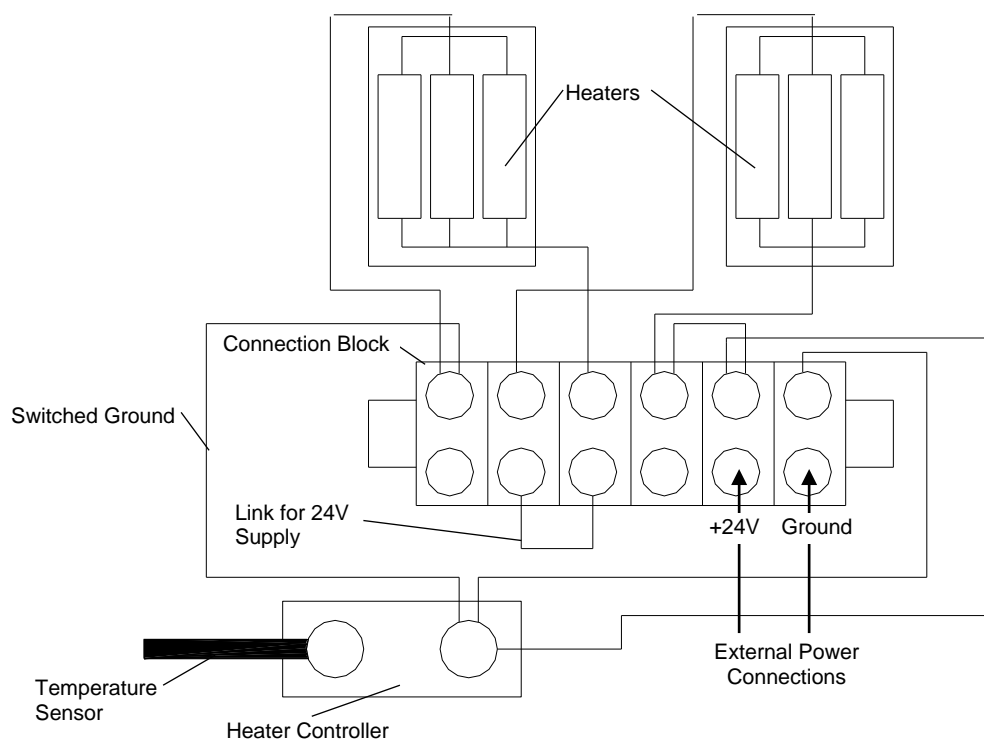 Heaters
Connection Block
Switched Ground
Link for 24V
Supply
+24V
Ground
External Power
Connections
Temperature
Sensor
Heater Controller